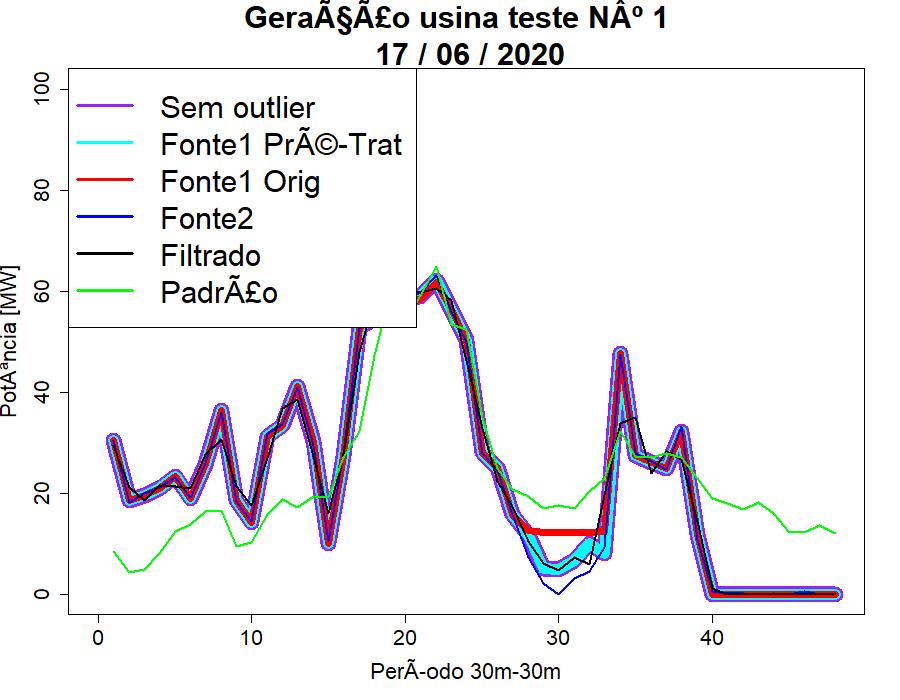 GeraÃ§Ã£o usina teste NÂº 1
17 / 06 / 2020
Sem outlier
Fonte1 PrÃ©-Trat
Fonte1 Orig
Fonte2
Filtrado
PadrÃ£o
PotÃªncia [MW]
100
80
60
40
20
0
0 10 20 30 40
PerÃ-odo 30m-30m